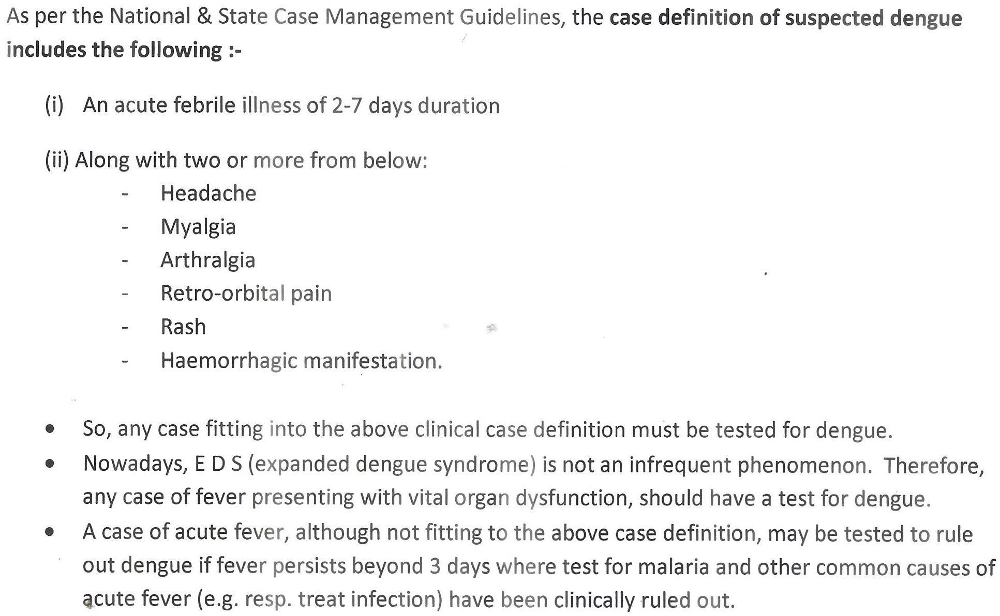 As per the National & State Case Management Guidelines, the case definition of suspected dengue
includes the following :-
(i) An acute febrile illness of 2-7 days duration
(ii) Along with two or more from below:
- Headache
- Myalgia
- Arthralgia
- Retro-orbital pain
- Rash
- Haemorrhagic manifestation.
• So, any case fitting into the above clinical case definition must be tested for dengue.
• Nowadays, E D S (expanded dengue syndrome) is not an infrequent phenomenon. Therefore,
any case of fever presenting with vital organ dysfunction, should have a test for dengue.
• A case of acute fever, although not fitting to the above case definition, may be tested to rule
out dengue if fever persists beyond 3 days where test for malaria and other common causes of
acute fever (e.g. resp. treat infection) have been clinically ruled out.